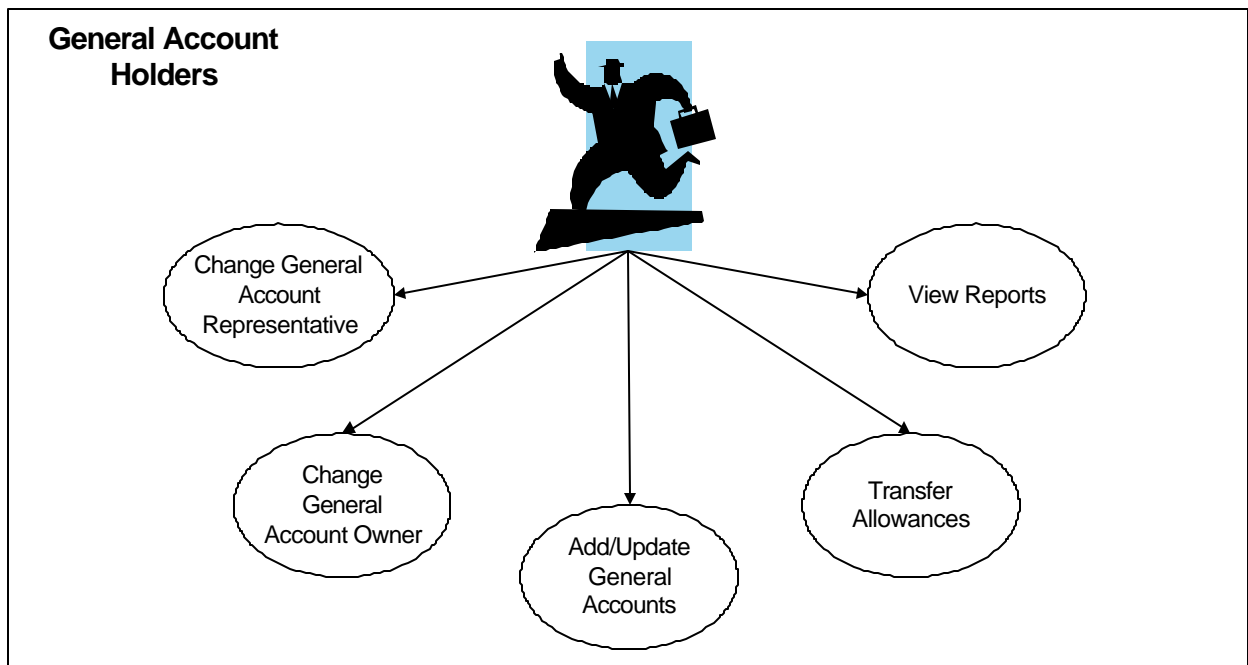 General Account
Holders
Change General
Account
Representative
View Reports
Change
General
Account Owner
Transfer
Allowances
Add/Update
General
Accounts